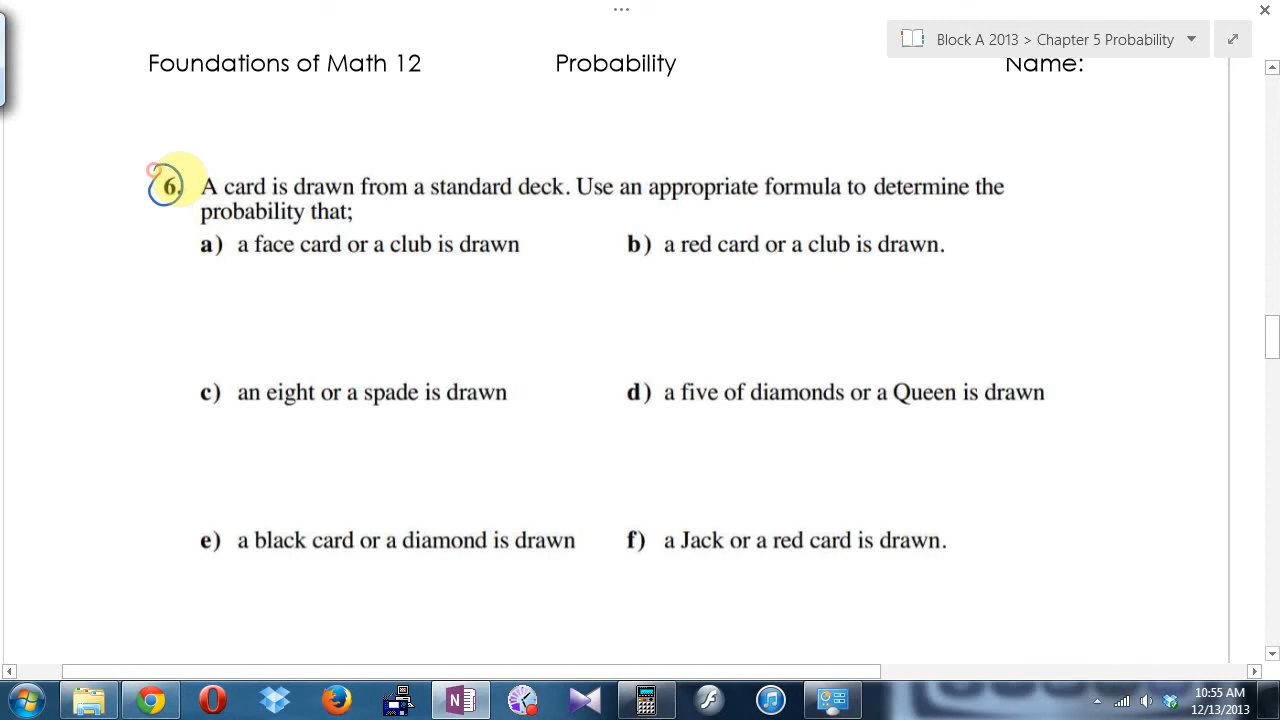 Block A 2013 > Chapter 5 Probability
Foundations of Math 12 Probability Name:
6. A card is drawn from a standard deck. Use an appropriate formula to determine the
probability that;
a) a face card or a club is drawn b) a red card or a club is drawn.
c) an eight or a spade is drawn d) a five of diamonds or a Queen is drawn
e) a black card or a diamond is drawn f) a Jack or a red card is drawn.
10:55 AM
12/13/2013